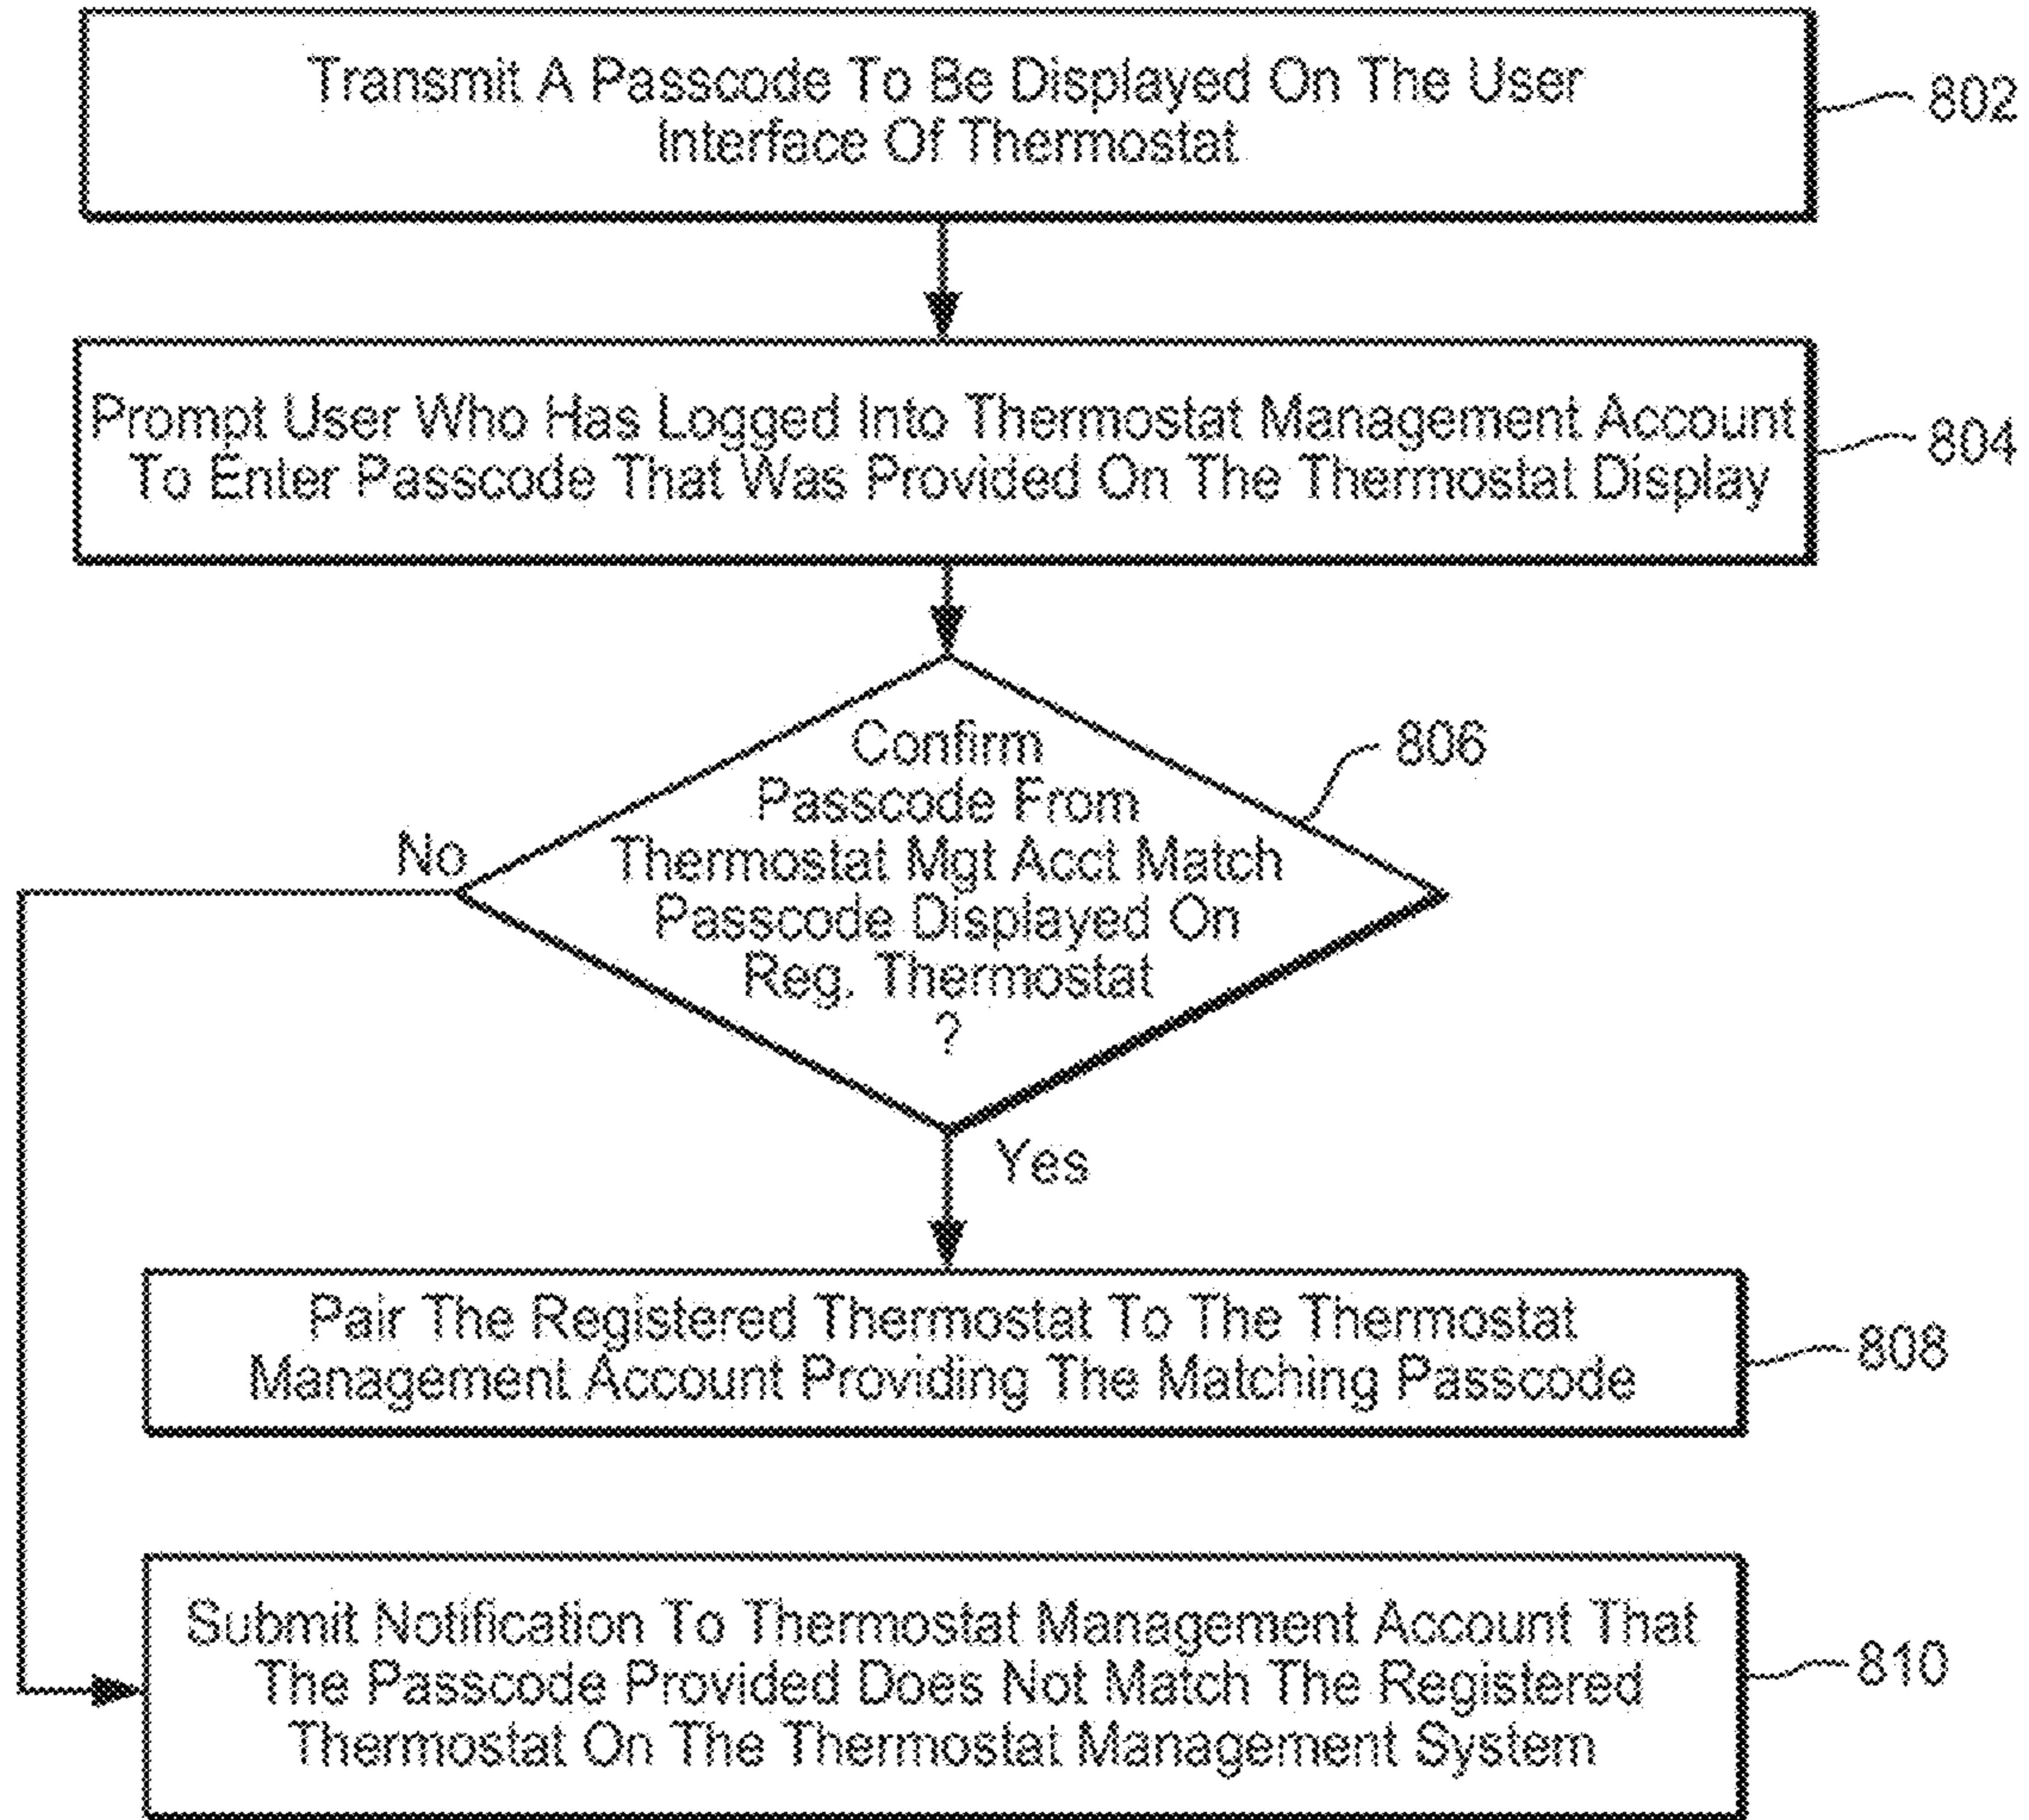 Transmit A Passcode To Be Displayed On The User
Interface Of Thermostat
802
Prompt User Who Has Logged Into Thermostat Management Account
To Enter Passcode That Was Provided On The Thermostat Display
804
Confirm
Passcode From
Thermostat Mgt Acct Match
Passcode Displayed On
Reg. Thermostat
?
806
No
Yes
Pair The Registered Thermostat To The Thermostat
Management Account Providing The Matching Passcode
808
Submit Notification To Thermostat Management Account That
The Passcode Provided Does Not Match The Registered
Thermostat On The Thermostat Management System
810